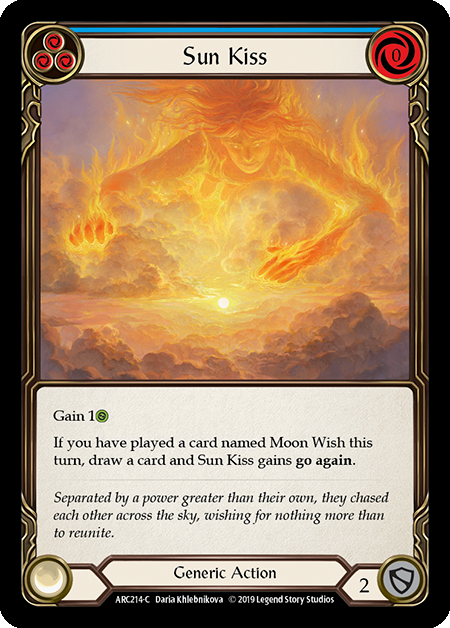 Sun Kiss
0
Gain 1
If you have played a card named Moon Wish this
turn, draw a card and Sun Kiss gains go again.
Separated by a power greater than their own, they chased
each other across the sky, wishing for nothing more than
to reunite.
Generic Action
2
ARC214-C Daria Khlebnikova © 2019 Legend Story Studios